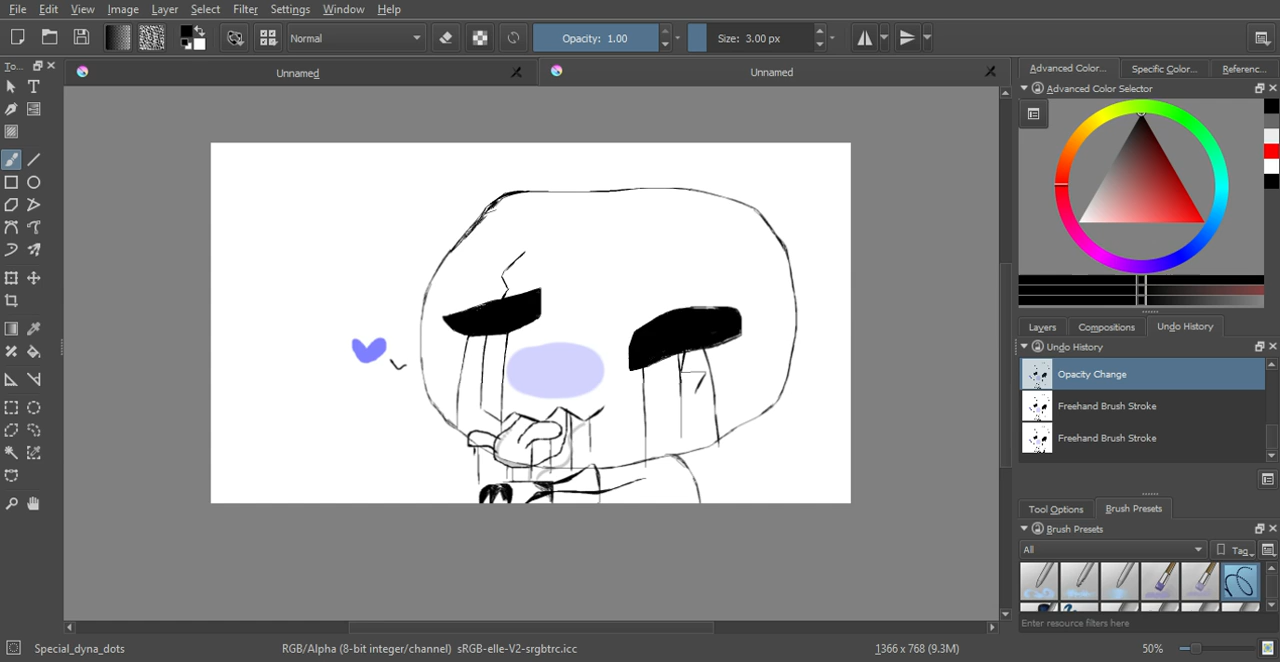 File Edit View Image Layer Select Filter Settings Window Help
Normal Opacity: 1.00 Size: 3.00 px
To...
Unnamed Unnamed
Advanced Color... Specific Color... Referenc...
Advanced Color Selector
Layers Compositions Undo History
Undo History
Opacity Change
Freehand Brush Stroke
Freehand Brush Stroke
Tool Options Brush Presets
Brush Presets
All Tag
Enter resource filters here
Special_dyna_dots RGB/Alpha (8-bit integer/channel) sRGB-elle-V2-srgbtrc.icc 1366 x 768 (9.3M) 50%